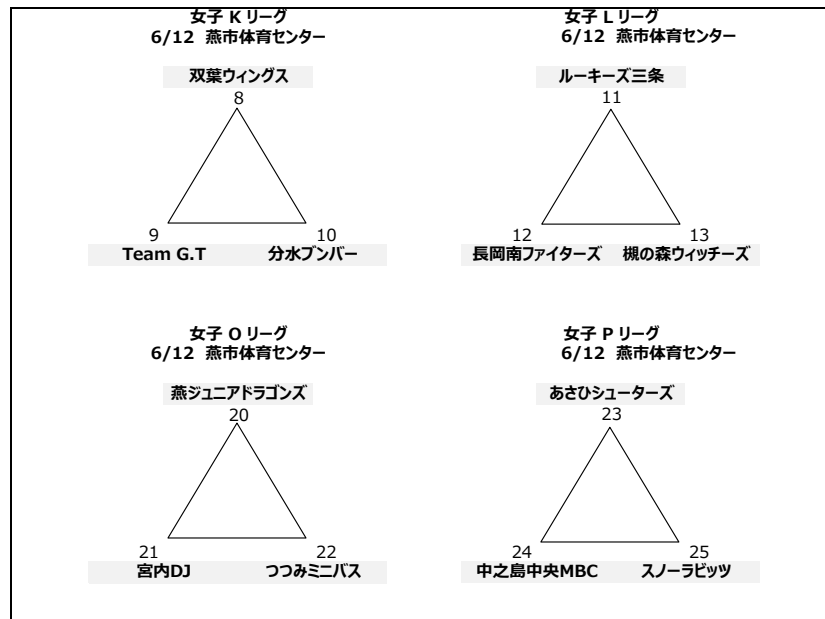 女子 K リーグ
6/12 燕市体育センター
双葉ウィングス
8
9
10
Team G.T
分水ブンバー
女子 L リーグ
6/12 燕市体育センター
ルーキーズ三条
11
12
13
長岡南ファイターズ
槻の森ウィッチーズ
女子 O リーグ
6/12 燕市体育センター
燕ジュニアドラゴンズ
20
21
22
宮内DJ
つつみミニバス
女子 P リーグ
6/12 燕市体育センター
あさひシューターズ
23
24
25
中之島中央MBC
スノーラビッツ